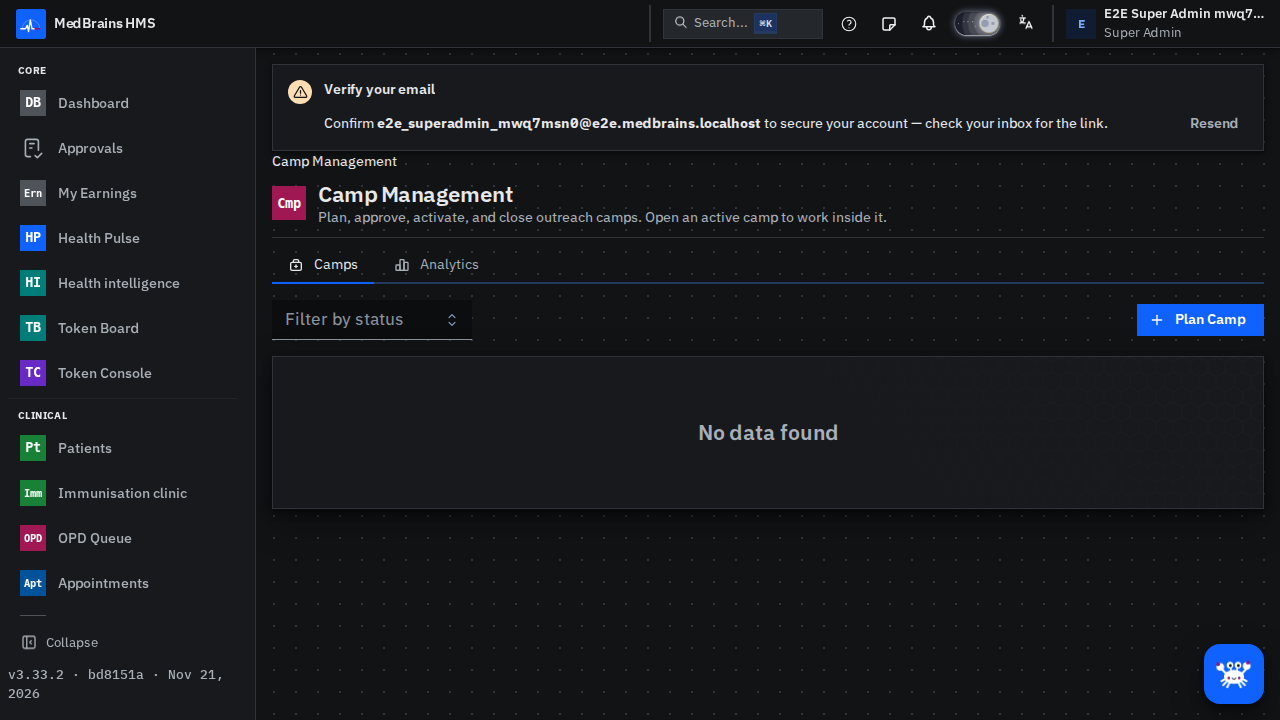 MedBrains HMS
Search...
⌘K
E
E2E Super Admin mwq7...
Super Admin
CORE
DB Dashboard
Approvals
Ern My Earnings
HP Health Pulse
HI Health intelligence
TB Token Board
TC Token Console
CLINICAL
Pt Patients
Imm Immunisation clinic
OPD OPD Queue
Apt Appointments
Collapse
v3.33.2 · bd8151a · Nov 21,
2026
Verify your email
Confirm e2e_superadmin_mwq7msn0@e2e.medbrains.localhost to secure your account — check your inbox for the link.
Resend
Camp Management
Cmp
Camp Management
Plan, approve, activate, and close outreach camps. Open an active camp to work inside it.
Camps
Analytics
Filter by status
Plan Camp
No data found